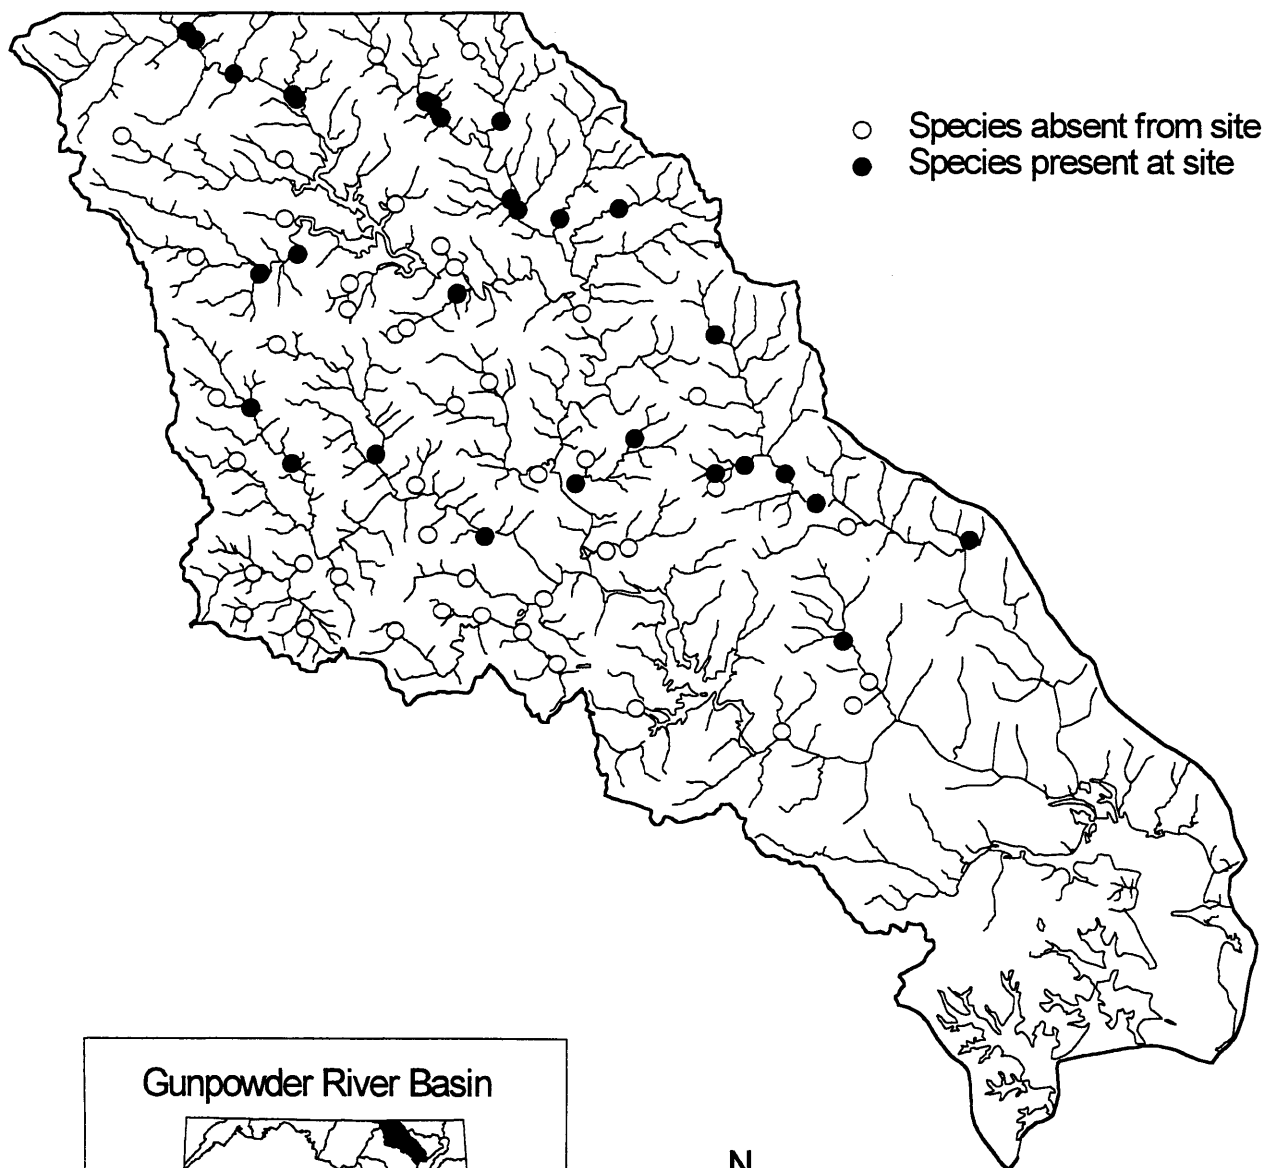 Species absent from site
Species present at site
Gunpowder River Basin
N